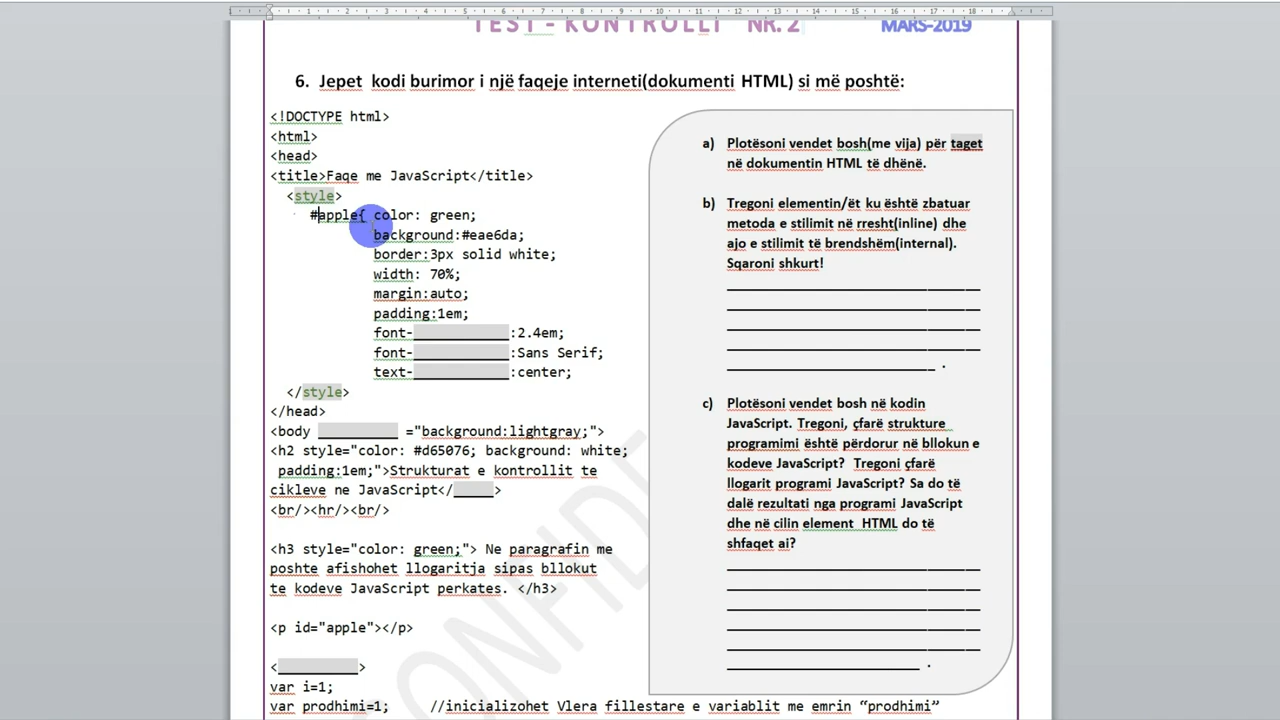 TEST - KONTROLLI NR. 2
MARS-2019
6. Jepet kodi burimor i një faqeje interneti(dokumenti HTML) si më poshtë:
<!DOCTYPE html>
<html>
<head>
<title>Faqe me JavaScript</title>
<style>
#apple{ color: green;
background:#eae6da;
border:3px solid white;
width: 70%;
margin:auto;
padding:1em;
font-____________:2.4em;
font-____________:Sans Serif;
text-____________:center;
</style>
</head>
<body __________ ="background:lightgray;">
<h2 style="color: #d65076; background: white;
padding:1em;">Strukturat e kontrollit te
cikleve ne JavaScript</_____>
<br/><hr/><br/>
<h3 style="color: green;"> Ne paragrafin me
poshte afishohet llogaritja sipas bllokut
te kodeve JavaScript perkates. </h3>
<p id="apple"></p>
<__________>
var i=1;
var prodhimi=1; //inicializohet Vlera fillestare e variablit me emrin “prodhimi”
a) Plotësoni vendet bosh(me vija) për taget
në dokumentin HTML të dhënë.
b) Tregoni elementin/ët ku është zbatuar
metoda e stilimit në rresht(inline) dhe
ajo e stilimit të brendshëm(internal).
Sqaroni shkurt!
c) Plotësoni vendet bosh në kodin
JavaScript. Tregoni, çfarë strukture
programimi është përdorur në bllokun e
kodeve JavaScript? Tregoni çfarë
llogarit programi JavaScript? Sa do të
dalë rezultati nga programi JavaScript
dhe në cilin element HTML do të
shfaqet ai?